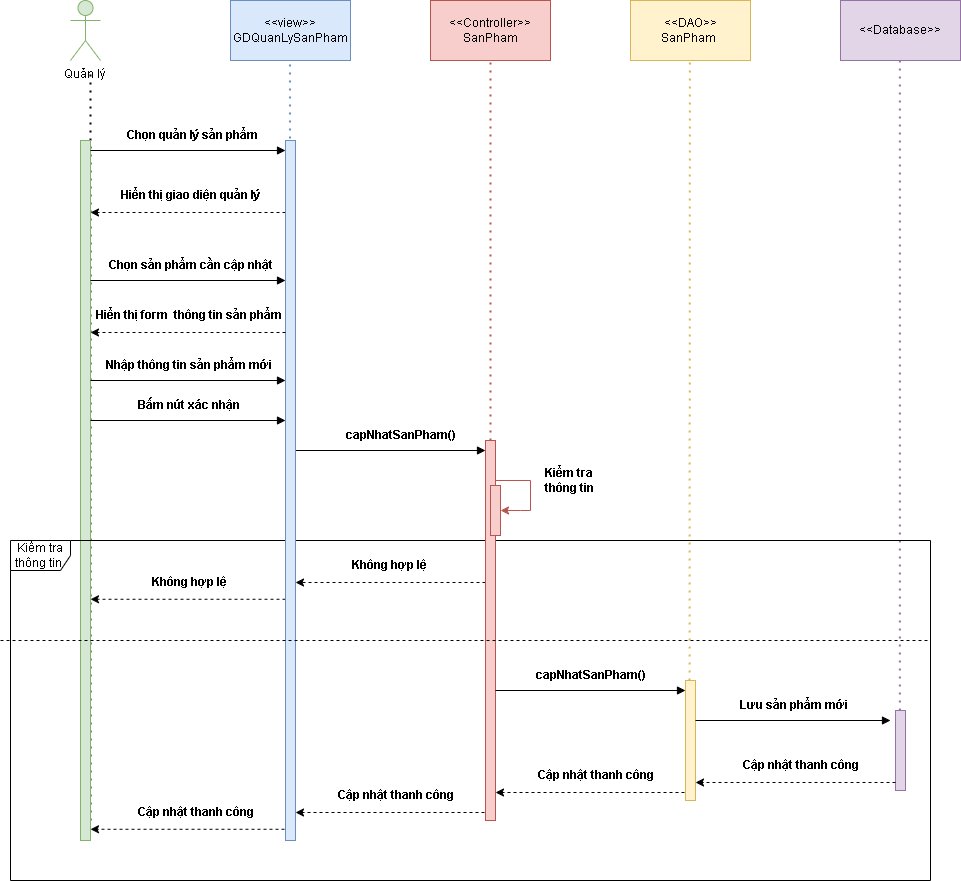 <<view>>
GDQuanLySanPham
<<Controller>>
SanPham
<<DAO>>
SanPham
<<Database>>
Quản lý
Chọn quản lý sản phẩm
Hiển thị giao diện quản lý
Chọn sản phẩm cần cập nhật
Hiển thị form thông tin sản phẩm
Nhập thông tin sản phẩm mới
Bấm nút xác nhận
capNhatSanPham()
Kiểm tra
thông tin
Kiểm tra
thông tin
Không hợp lệ
Không hợp lệ
capNhatSanPham()
Lưu sản phẩm mới
Cập nhật thanh công
Cập nhật thanh công
Cập nhật thanh công
Cập nhật thanh công